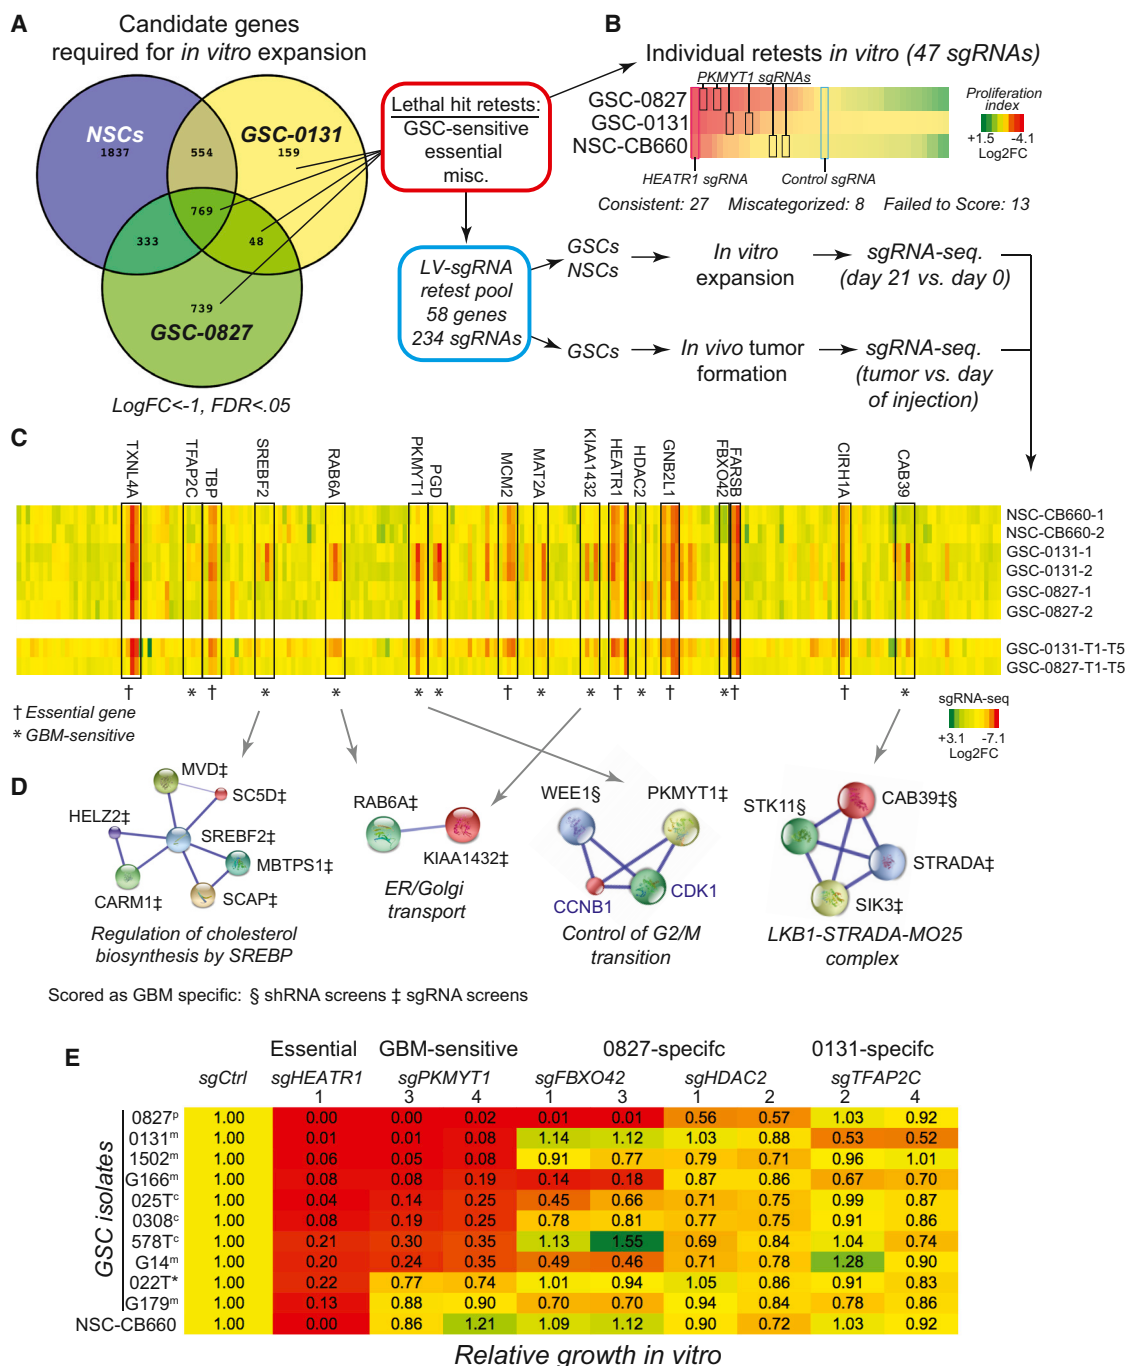 A
Candidate genes
required for in vitro expansion
NSCs
1837
554
GSC-0131
159
769
333
48
739
GSC-0827
LogFC<-1, FDR<.05
Lethal hit retests:
GSC-sensitive
essential
misc.
LV-sgRNA
retest pool
58 genes
234 sgRNAs
B
Individual retests in vitro (47 sgRNAs)
PKMYT1 sgRNAs
GSC-0827
GSC-0131
NSC-CB660
HEATR1 sgRNA
Control sgRNA
Proliferation
index
+1.5 -4.1
Log2FC
Consistent: 27 Miscategorized: 8 Failed to Score: 13
GSCs
NSCs
In vitro
expansion
sgRNA-seq.
(day 21 vs. day 0)
GSCs
In vivo tumor
formation
sgRNA-seq.
(tumor vs. day
of injection)
C
TXNL4A
TFAP2C
TBP
SREBF2
RAB6A
PKMYT1
PGD
MCM2
MAT2A
KIAA1432
HEATR1
HDAC2
GNB2L1
FBXO42
FARSB
CIRH1A
CAB39
NSC-CB660-1
NSC-CB660-2
GSC-0131-1
GSC-0131-2
GSC-0827-1
GSC-0827-2
GSC-0131-T1-T5
GSC-0827-T1-T5
† * † * * * * † * * † * † * † † *
† Essential gene
* GBM-sensitive
sgRNA-seq
+3.1 -7.1
Log2FC
D
MVD‡
SC5D‡
HELZ2‡
SREBF2‡
MBTPS1‡
CARM1‡
SCAP‡
Regulation of cholesterol
biosynthesis by SREBP
RAB6A‡
KIAA1432‡
ER/Golgi
transport
WEE1§
PKMYT1‡
CCNB1
CDK1
Control of G2/M
transition
STK11§
CAB39‡§
STRADA‡
SIK3‡
LKB1-STRADA-MO25
complex
Scored as GBM specific: § shRNA screens ‡ sgRNA screens
E
Essential GBM-sensitive 0827-specifc 0131-specifc
sgCtrl sgHEATR1 sgPKMYT1 sgFBXO42 sgHDAC2 sgTFAP2C
1 3 4 1 3 1 2 2 4
GSC isolates
0827ᵖ 1.00 0.00 0.00 0.02 0.01 0.01 0.56 0.57 1.03 0.92
0131ᵐ 1.00 0.01 0.01 0.08 1.14 1.12 1.03 0.88 0.53 0.52
1502ᵐ 1.00 0.06 0.05 0.08 0.91 0.77 0.79 0.71 0.96 1.01
G166ᵐ 1.00 0.08 0.08 0.19 0.14 0.18 0.87 0.86 0.67 0.70
025Tᶜ 1.00 0.04 0.14 0.25 0.45 0.66 0.71 0.75 0.99 0.87
0308ᶜ 1.00 0.08 0.19 0.25 0.78 0.81 0.77 0.75 0.91 0.86
578Tᶜ 1.00 0.21 0.30 0.35 1.13 1.55 0.69 0.84 1.04 0.74
G14ᵐ 1.00 0.20 0.24 0.35 0.49 0.46 0.71 0.78 1.28 0.90
022T* 1.00 0.22 0.77 0.74 1.01 0.94 1.05 0.86 0.91 0.83
G179ᵐ 1.00 0.13 0.88 0.90 0.70 0.70 0.94 0.84 0.78 0.86
NSC-CB660 1.00 0.00 0.86 1.21 1.09 1.12 0.90 0.72 1.03 0.92
Relative growth in vitro